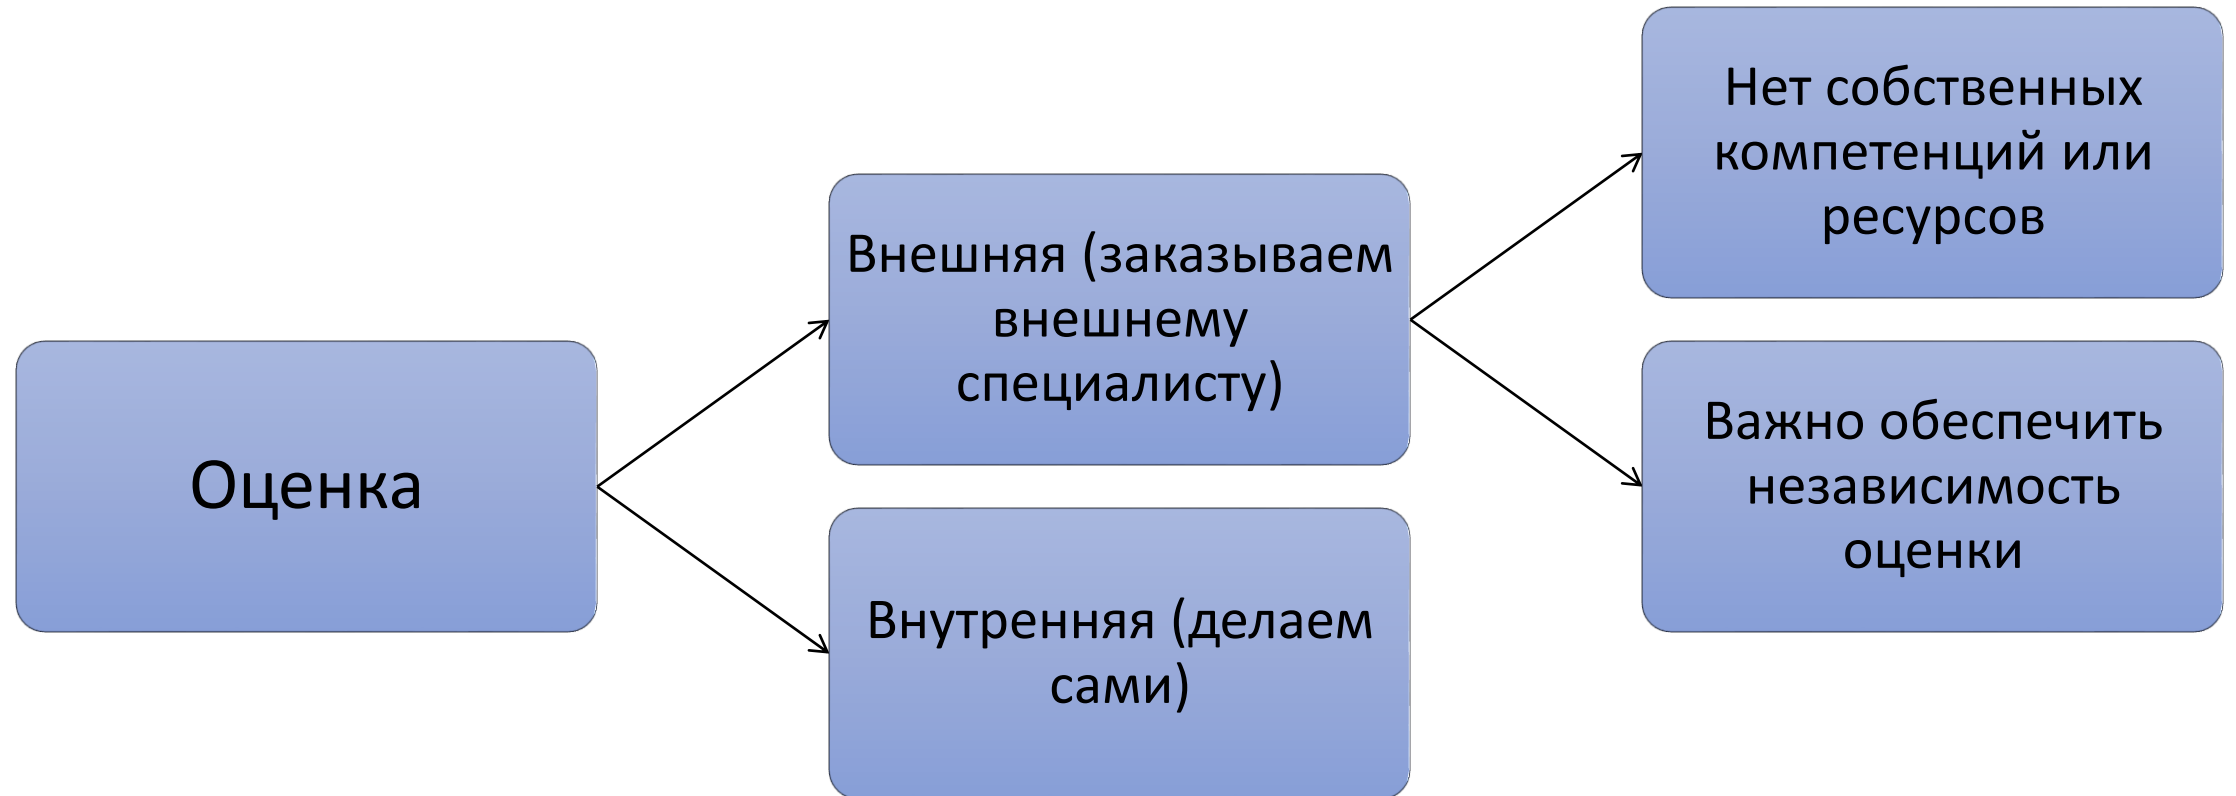 Оценка
Внешняя (заказываем
внешнему
специалисту)
Нет собственных
компетенций или
ресурсов
Важно обеспечить
независимость
оценки
Внутренняя (делаем
сами)